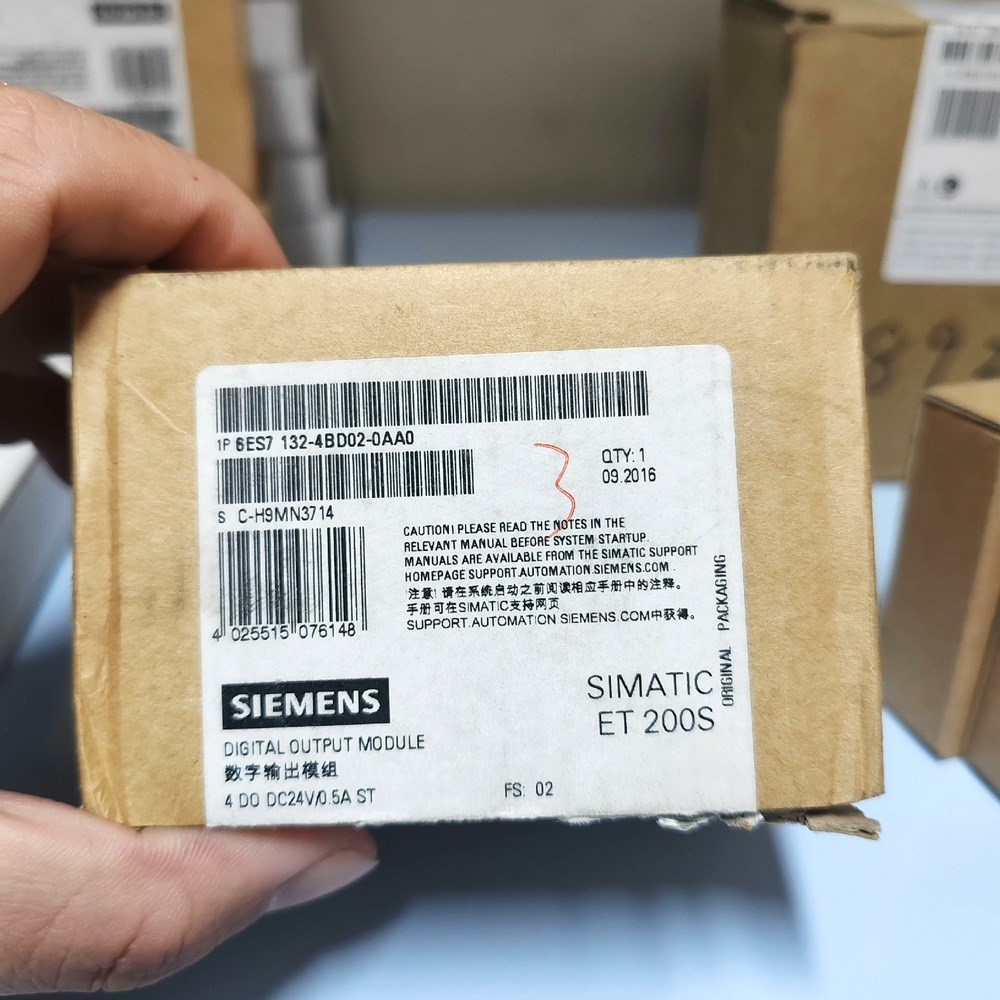 1P 6ES7 132-4BD02-0AA0
S C-H9MN3714
4 025515 076148
3
QTY: 1
09.2016
CAUTION! PLEASE READ THE NOTES IN THE
RELEVANT MANUAL BEFORE SYSTEM STARTUP.
MANUALS ARE AVAILABLE FROM THE SIMATIC SUPPORT
HOMEPAGE SUPPORT.AUTOMATION.SIEMENS.COM .
注意! 请在系统启动之前阅读相应手册中的注释。
手册可在SIMATIC支持网页
SUPPORT.AUTOMATION SIEMENS.COM中获得。
ORIGINAL PACKAGING
SIEMENS
SIMATIC
ET 200S
DIGITAL OUTPUT MODULE
数字输出模组
4 DO DC24V/0.5A ST
FS: 02